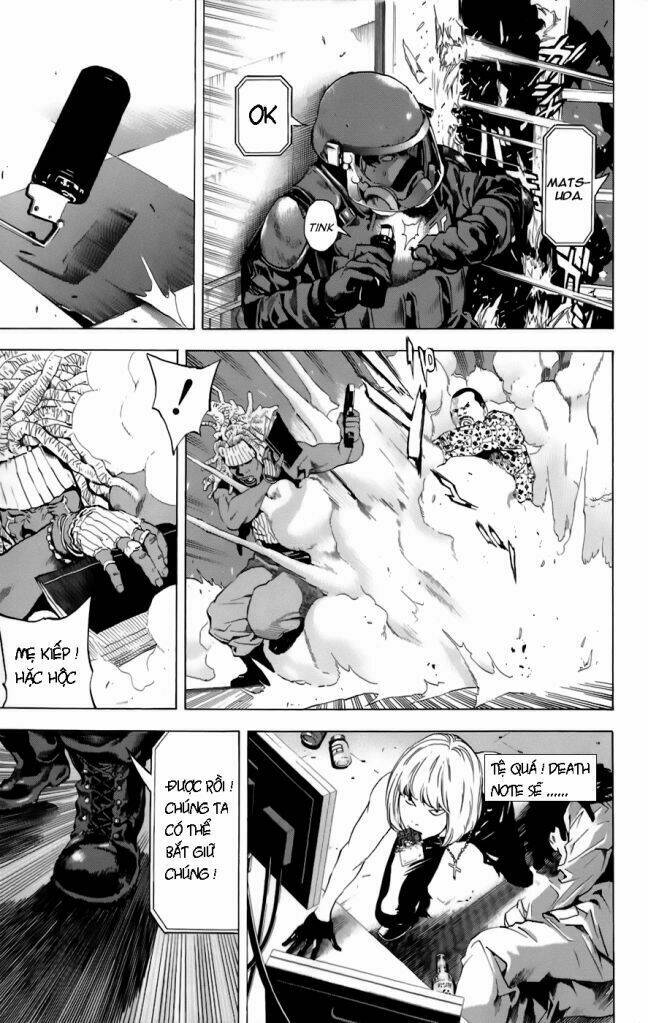 MATS-
UDA.
OK
TINK
!
MẸ KIẾP !
HẶC HỘC
TỆ QUÁ ! DEATH
NOTE SẼ ......
ĐƯỢC RỒI !
CHÚNG TA
CÓ THỂ
BẮT GIỮ
CHÚNG !